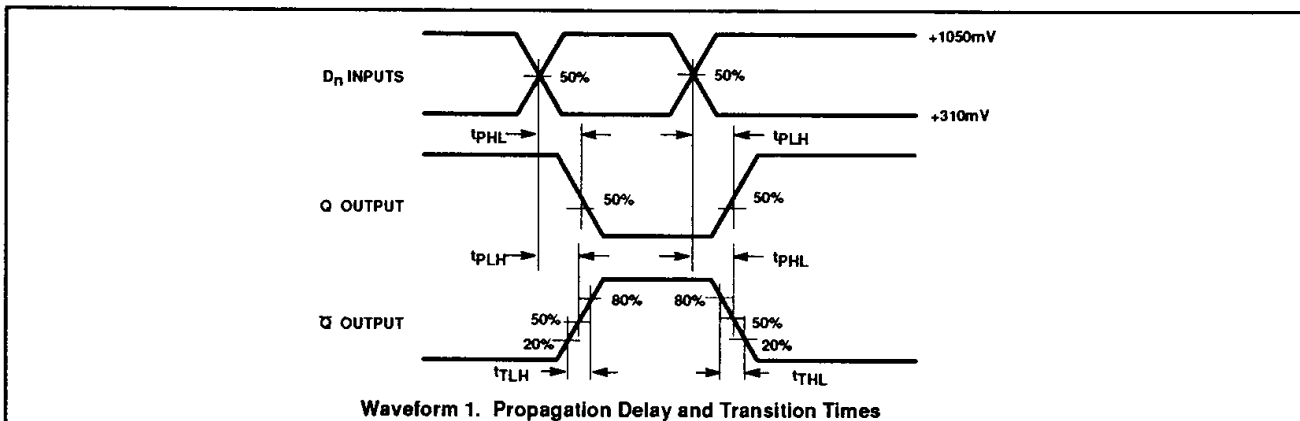 +1050mV
Dn INPUTS
50%
50%
+310mV
tPHL
tPLH
Q OUTPUT
50%
50%
tPLH
tPHL
80%
80%
Q̅ OUTPUT
50%
50%
20%
20%
tTLH
tTHL
Waveform 1. Propagation Delay and Transition Times